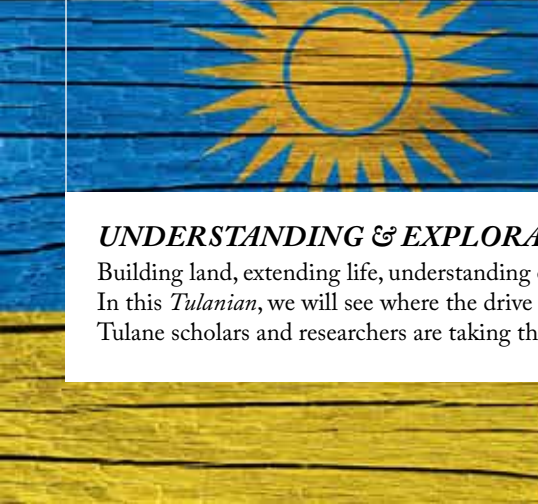 UNDERSTANDING & EXPLORA
Building land, extending life, understanding
In this Tulanian, we will see where the drive
Tulane scholars and researchers are taking th